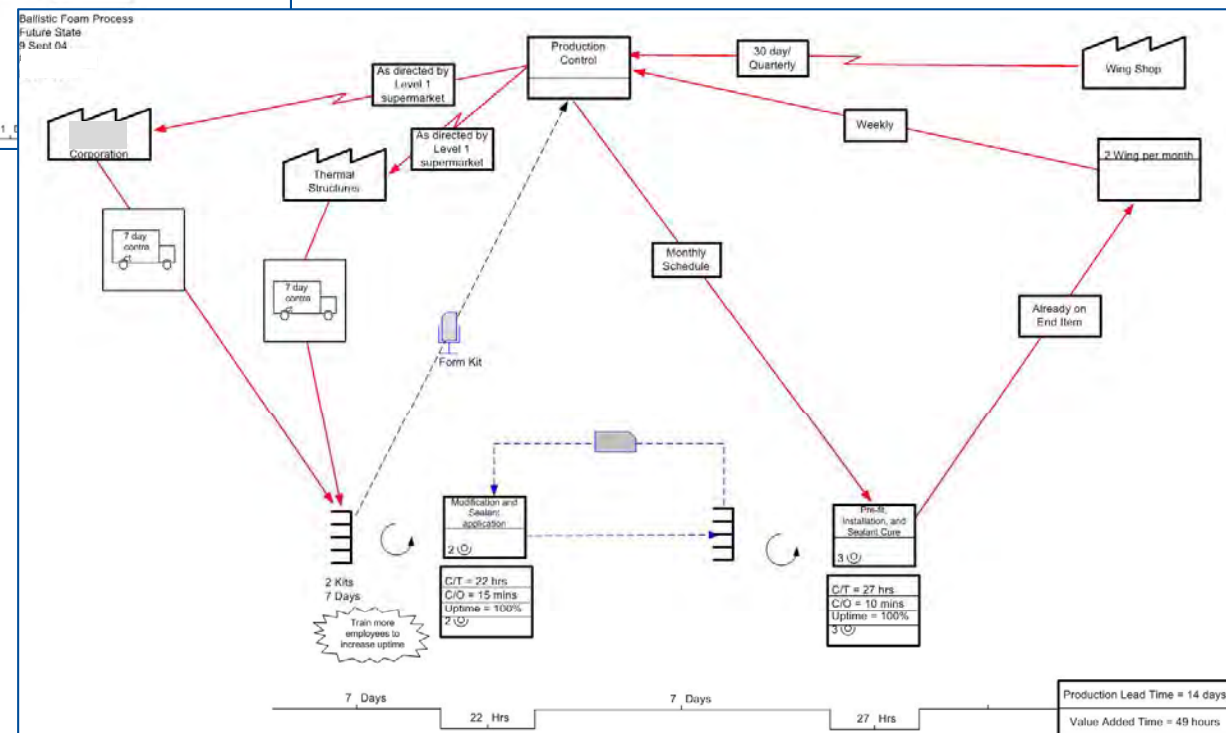 Ballistic Foam Process
Future State
9 Sept 04
Production
Control
30 day/
Quarterly
Wing Shop
As directed by
Level 1
supermarket
As directed by
Level 1
supermarket
Weekly
Corporation
Thermal
Structures
2 Wing per month
7 day
contra
ct
7 day
contra
ct
Monthly
Schedule
Already on
End Item
Form Kit
Modification and
Sealant
application
2
Pre-fit,
Installation, and
Sealant Cure
3
2 Kits
7 Days
C/T = 22 hrs
C/O = 15 mins
Uptime = 100%
2
C/T = 27 hrs
C/O = 10 mins
Uptime = 100%
3
Train more
employees to
increase uptime
7 Days
22 Hrs
7 Days
27 Hrs
Production Lead Time = 14 days
Value Added Time = 49 hours